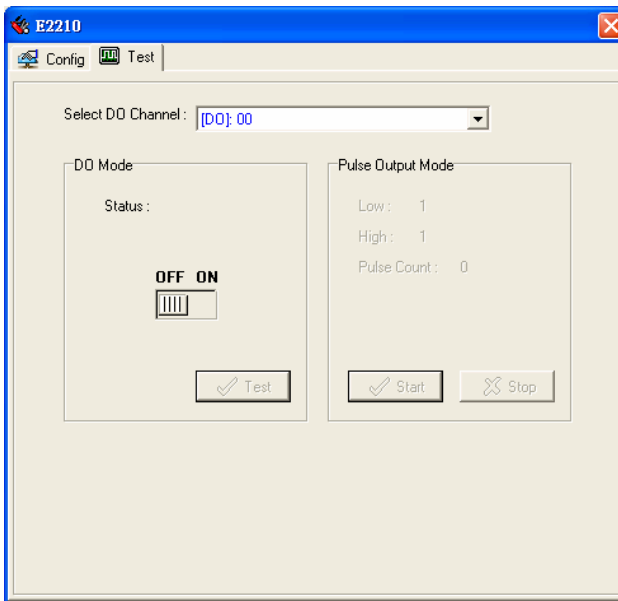 E2210
Config Test
Select DO Channel : [DO]: 00
DO Mode
Status :
OFF ON
Test
Pulse Output Mode
Low : 1
High : 1
Pulse Count : 0
Start Stop